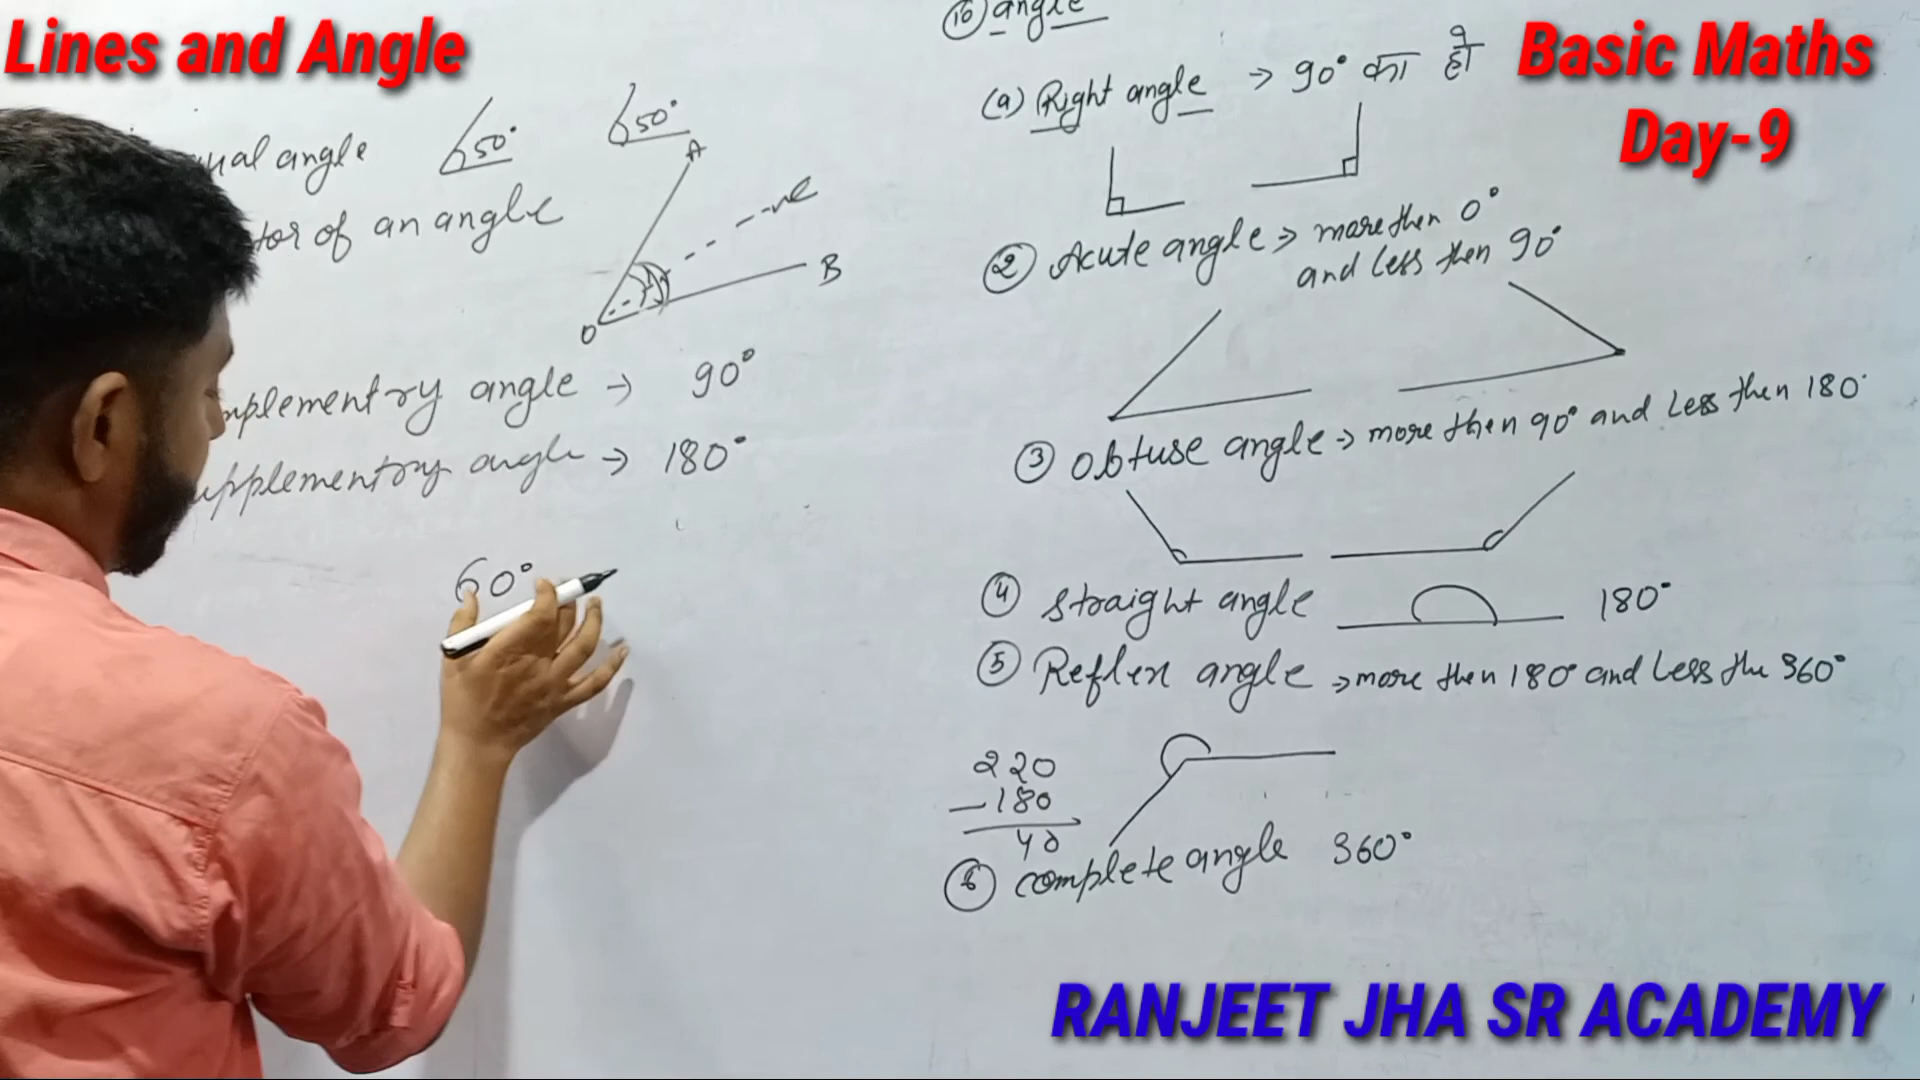 Lines and Angle
Basic Maths
Day-9
ual angle 50° 50°
tor of an angle
A
B
O
mplementry angle → 90°
upplementry angle → 180°
60°
10 angle
(a) Right angle → 90° का हो
2 Acute angle → more then 0°
and less then 90°
3 Obtuse angle → more then 90° and less then 180°
4 straight angle 180°
5 Reflex angle → more then 180° and less the 360°
220
-180
40
6 complete angle 360°
RANJEET JHA SR ACADEMY